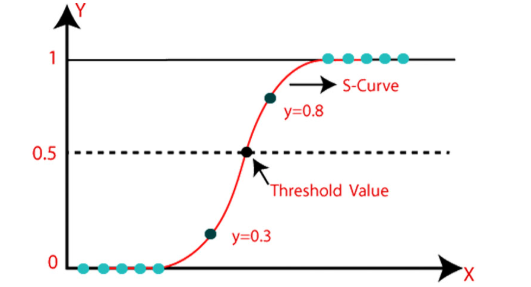 Y
1
S-Curve
y=0.8
0.5
Threshold Value
y=0.3
0
X